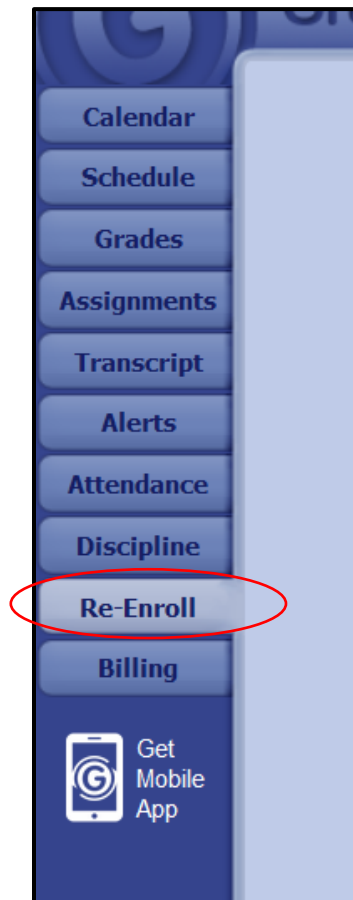 Calendar
Schedule
Grades
Assignments
Transcript
Alerts
Attendance
Discipline
Re-Enroll
Billing
Get
Mobile
App